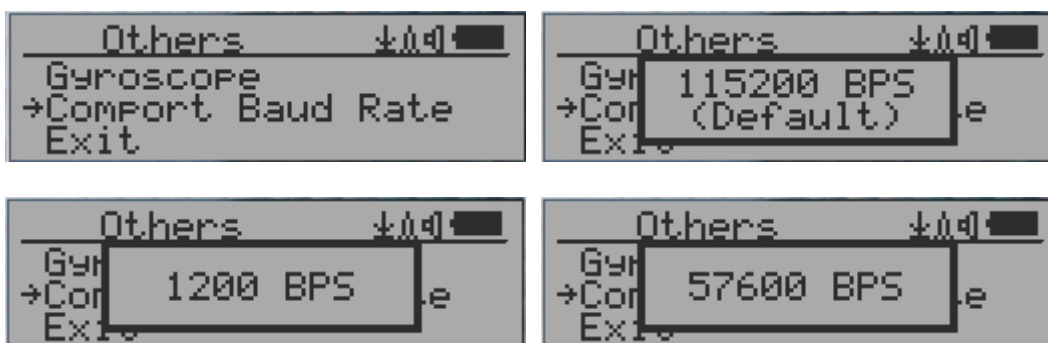 Others
Gyroscope
→Comport Baud Rate
Exit
Others
115200 BPS
(Default)
Others
1200 BPS
Others
57600 BPS